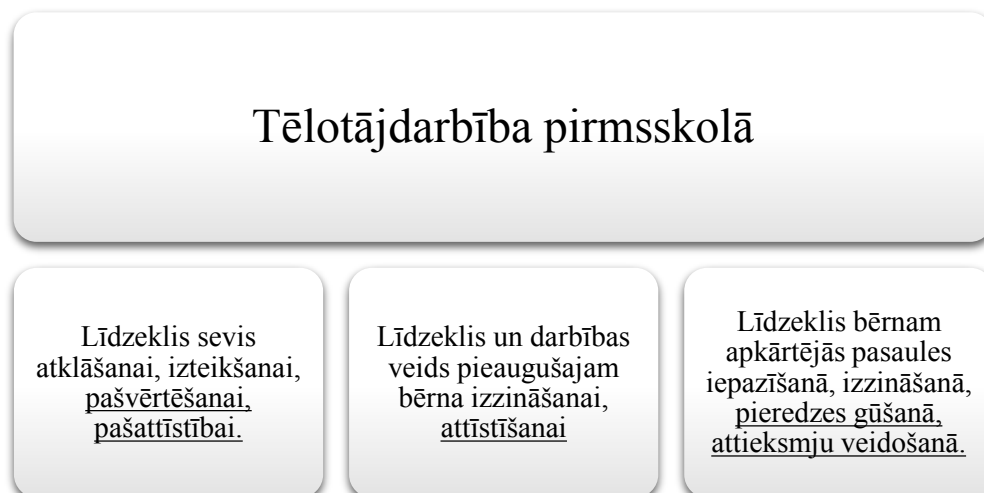 Tēlotājdarbība pirmsskolā
Līdzeklis sevis
atklāšanai, izteikšanai,
pašvērtēšanai,
pašattīstībai.
Līdzeklis un darbības
veids pieaugušajam
bērna izzināšanai,
attīstīšanai
Līdzeklis bērnam
apkārtējās pasaules
iepazīšanā, izzināšanā,
pieredzes gūšanā,
attieksmju veidošanā.